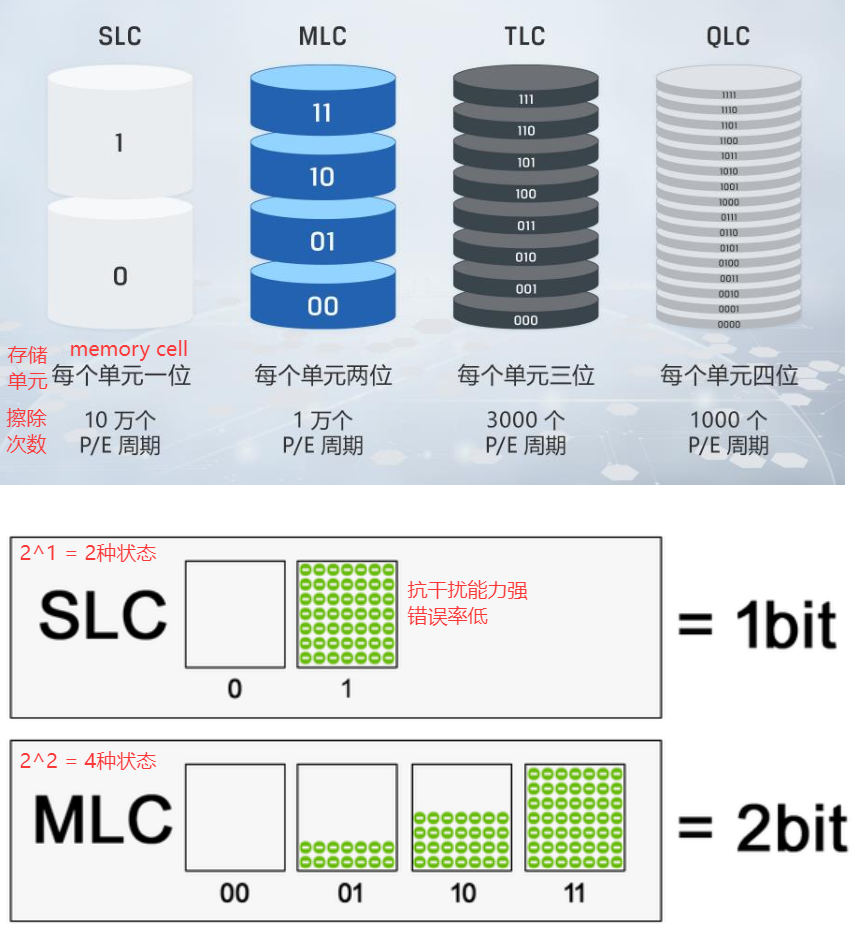 SLC MLC TLC QLC
1
0
11
10
01
00
111
110
101
100
011
010
001
000
1111
1110
1101
1100
1011
1010
1001
1000
0111
0110
0101
0100
0011
0010
0001
0000
存储
单元
memory cell
每个单元一位 每个单元两位 每个单元三位 每个单元四位
擦除
次数
10 万个 1 万个 3000 个 1000 个
P/E 周期 P/E 周期 P/E 周期 P/E 周期
2^1 = 2种状态
SLC
抗干扰能力强
错误率低
= 1bit
0 1
2^2 = 4种状态
MLC
= 2bit
00 01 10 11